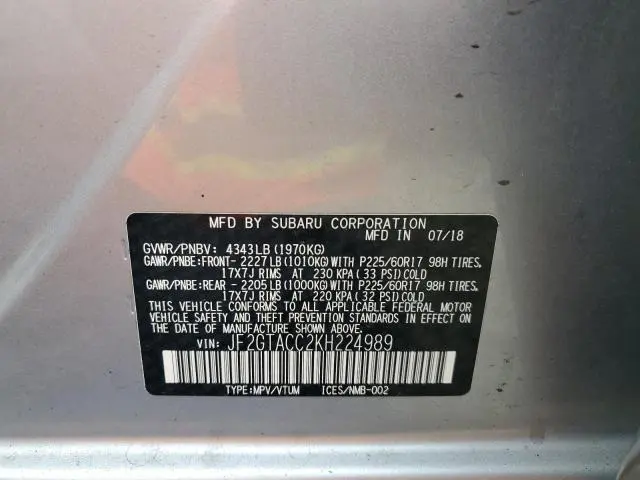 MFD BY SUBARU CORPORATION
MFD IN 07/18
GVWR/PNBV: 4343LB(1970KG)
GAWR/PNBE:FRONT- 2227LB(1010KG)WITH P225/60R17 98H TIRES.
17X7J RIMS AT 230 KPA(33 PSI)COLD
GAWR/PNBE:REAR - 2205LB(1000KG)WITH P225/60R17 98H TIRES.
17X7J RIMS AT 220 KPA(32 PSI)COLD
THIS VEHICLE CONFORMS TO ALL APPLICABLE FEDERAL MOTOR
VEHICLE SAFETY AND THEFT PREVENTION STANDARDS IN EFFECT
ON THE DATE OF MANUFACTURE SHOWN ABOVE.
VIN: JF2GTACC2KH224989
TYPE:MPV/VTUM ICES/NMB-002